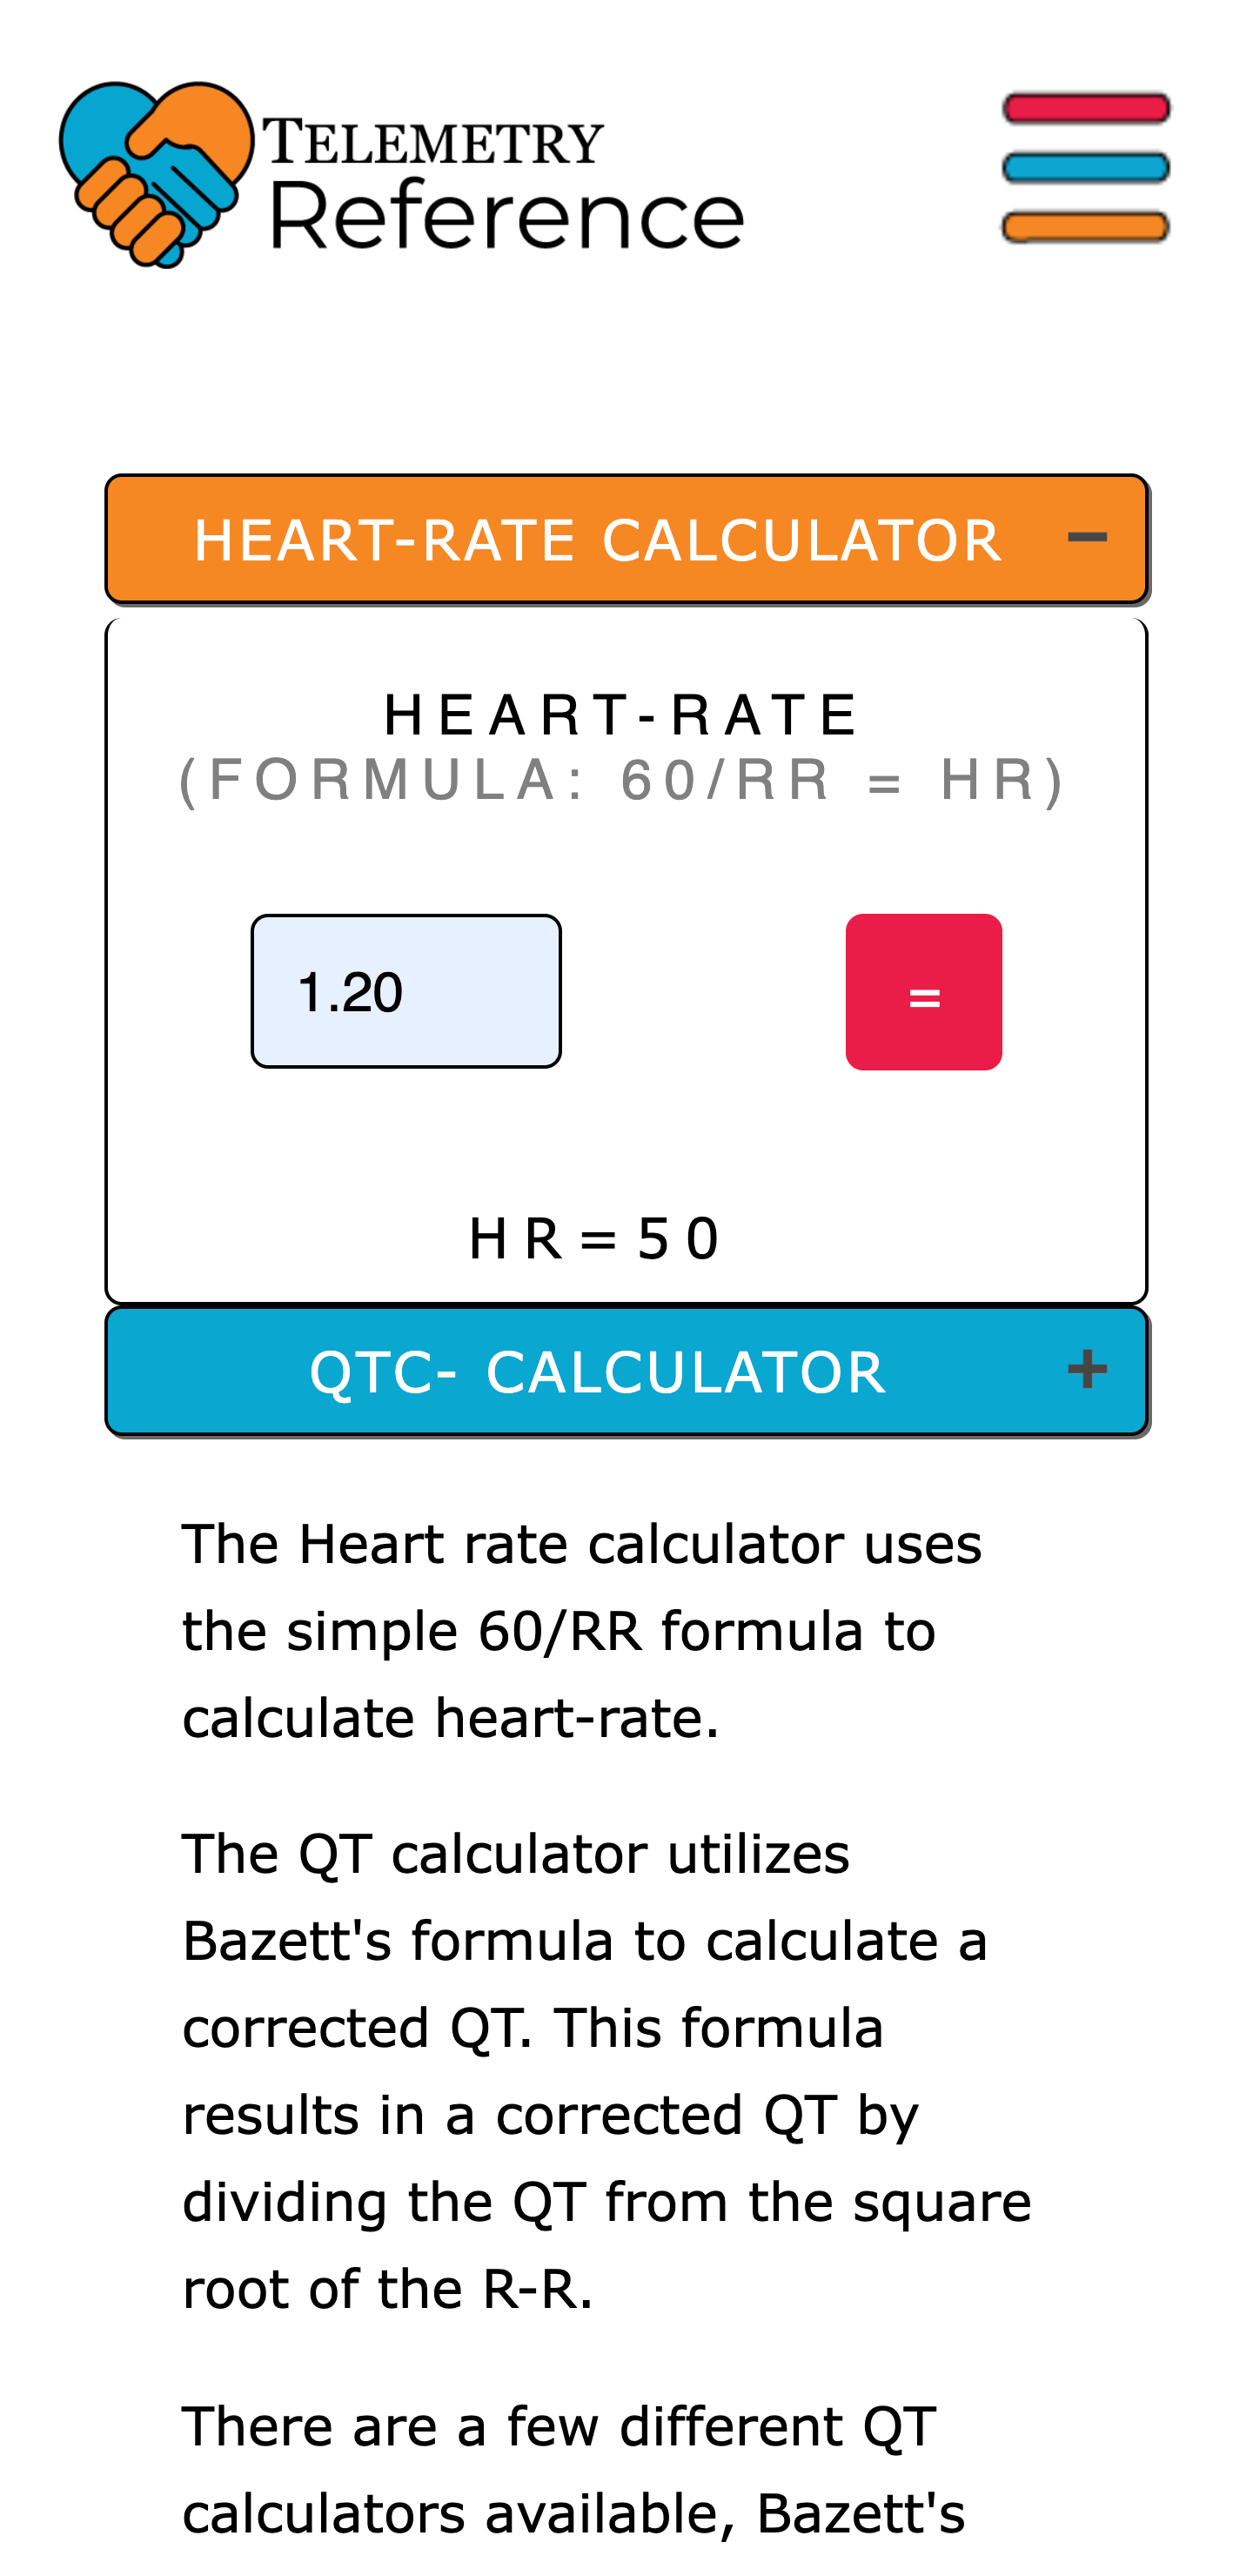 TELEMETRY
Reference
HEART-RATE CALCULATOR −
HEART-RATE
(FORMULA: 60/RR = HR)
1.20 =
HR=50
QTC- CALCULATOR +
The Heart rate calculator uses
the simple 60/RR formula to
calculate heart-rate.
The QT calculator utilizes
Bazett's formula to calculate a
corrected QT. This formula
results in a corrected QT by
dividing the QT from the square
root of the R-R.
There are a few different QT
calculators available, Bazett's